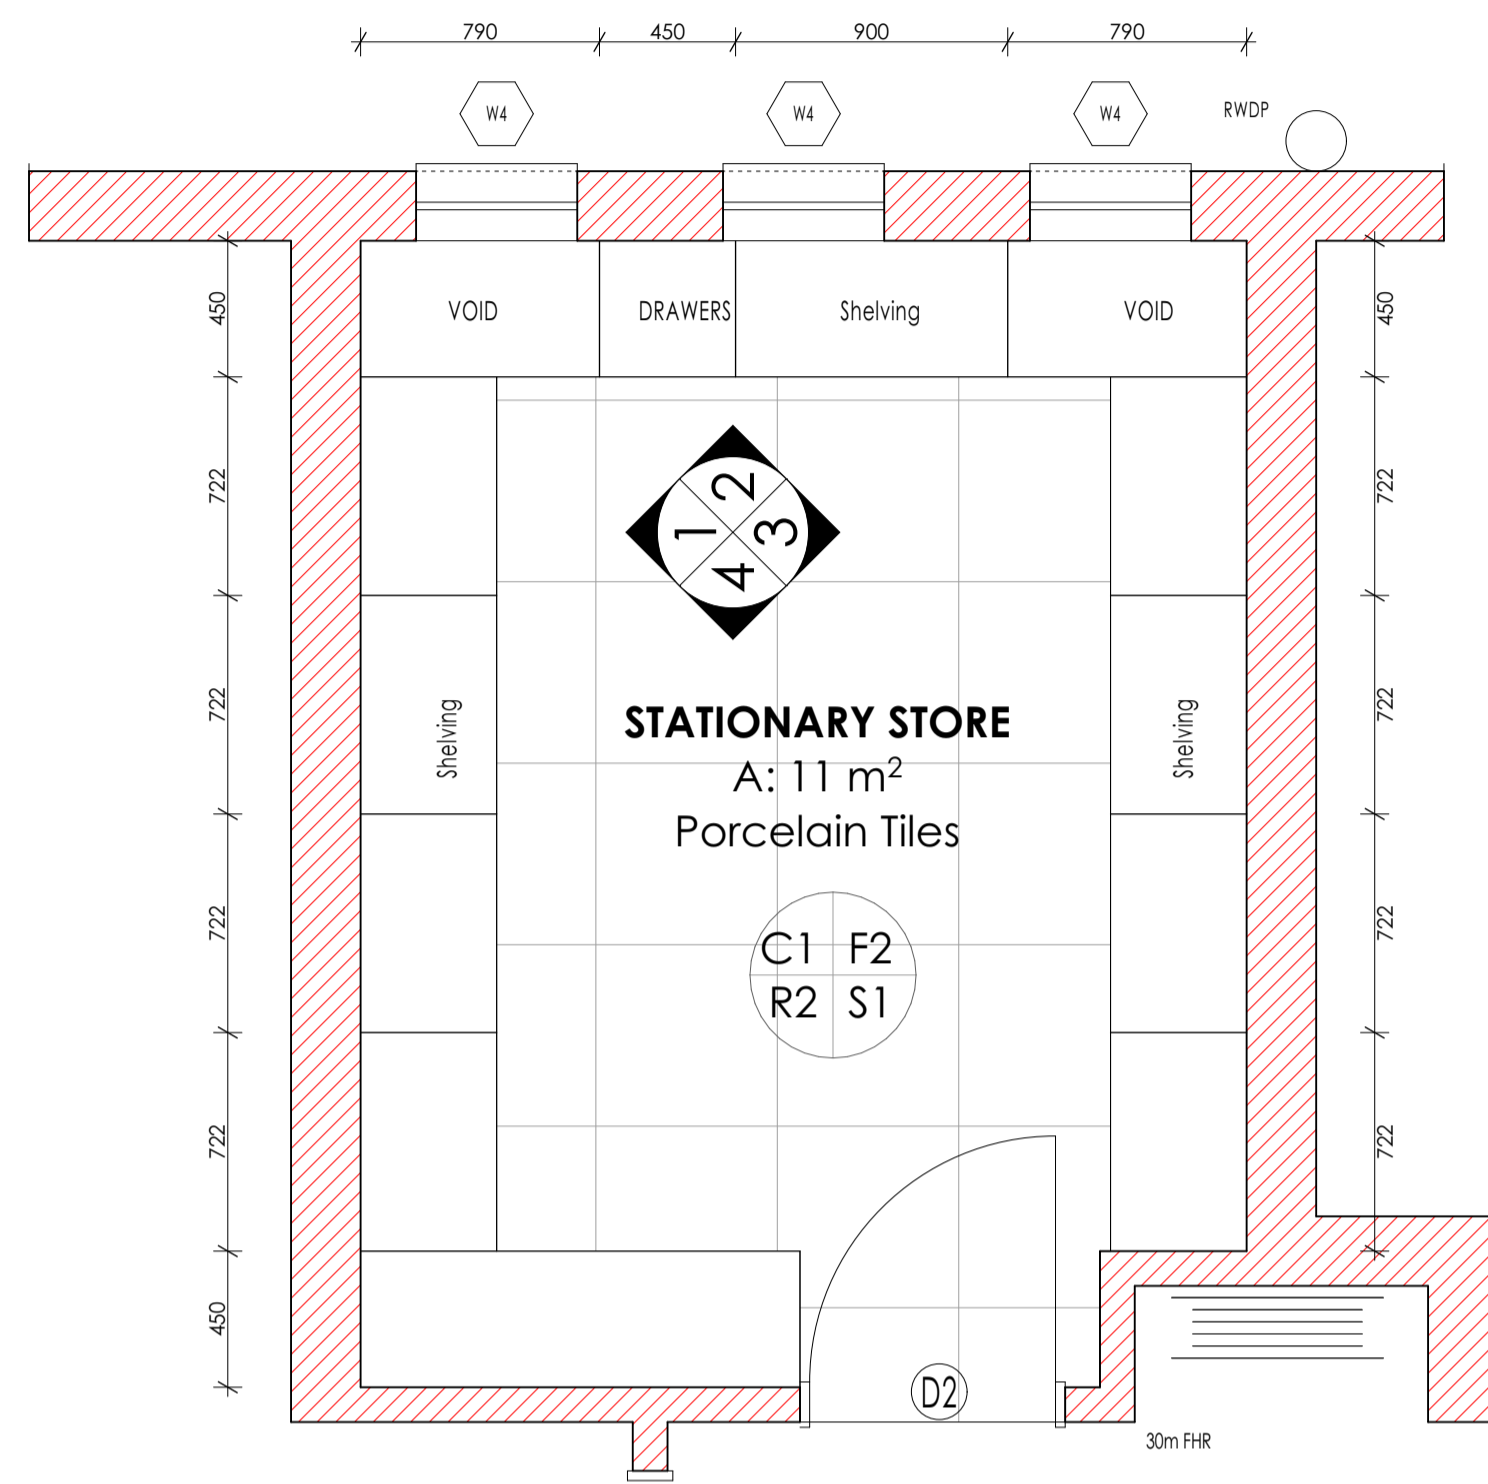 790 450 900 790
W4 W4 W4 RWDP
VOID DRAWERS Shelving VOID
450
722
722
722
722
450
450
722
722
722
722
1 2 3 4
Shelving
Shelving
STATIONARY STORE
A: 11 m²
Porcelain Tiles
C1 F2
R2 S1
D2
30m FHR